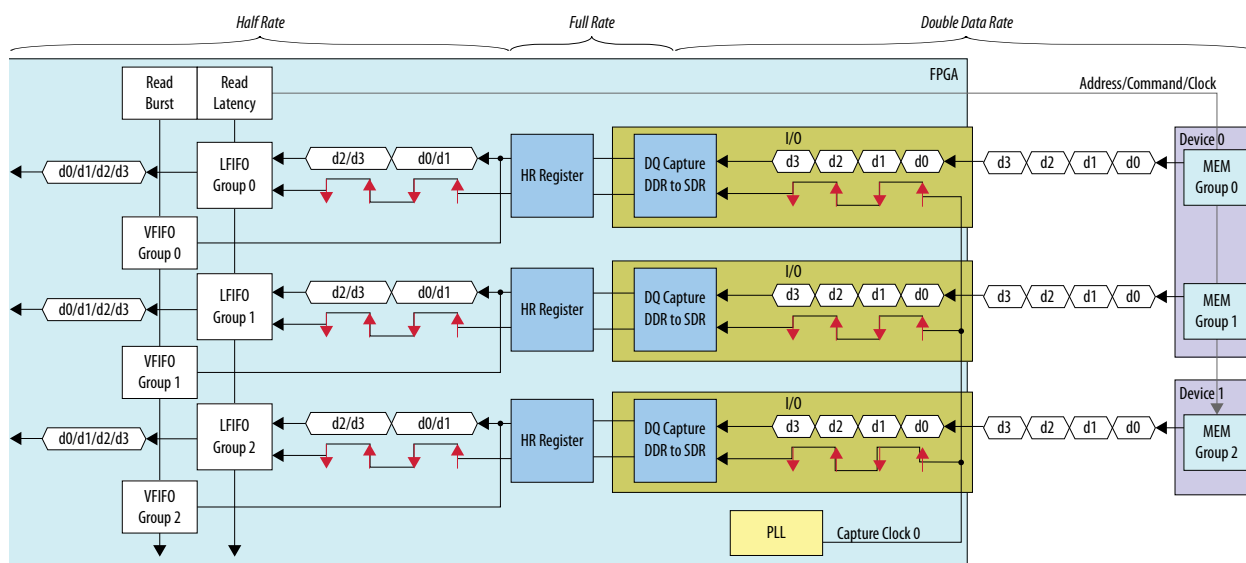 Half Rate
Full Rate
Double Data Rate
FPGA
Read
Burst
Read
Latency
Address/Command/Clock
I/O
Device 0
d0/d1/d2/d3
LFIFO
Group 0
d2/d3
d0/d1
HR Register
DQ Capture
DDR to SDR
d3
d2
d1
d0
d3
d2
d1
d0
MEM
Group 0
VFIFO
Group 0
I/O
d0/d1/d2/d3
LFIFO
Group 1
d2/d3
d0/d1
HR Register
DQ Capture
DDR to SDR
d3
d2
d1
d0
d3
d2
d1
d0
MEM
Group 1
VFIFO
Group 1
I/O
Device 1
d0/d1/d2/d3
LFIFO
Group 2
d2/d3
d0/d1
HR Register
DQ Capture
DDR to SDR
d3
d2
d1
d0
d3
d2
d1
d0
MEM
Group 2
VFIFO
Group 2
PLL
Capture Clock 0